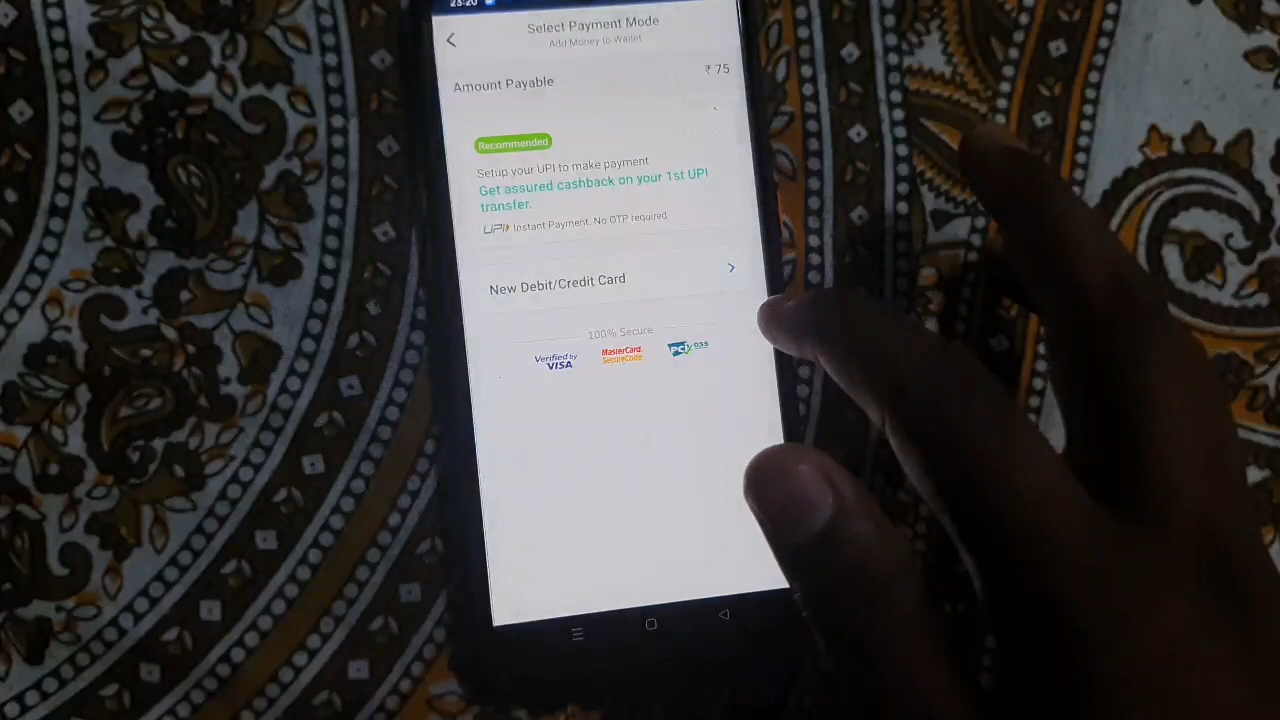 23:20
Select Payment Mode
Add Money to Wallet
Amount Payable
₹ 75
Recommended
Setup your UPI to make payment
Get assured cashback on your 1st UPI
transfer.
UPI Instant Payment. No OTP required
New Debit/Credit Card
100% Secure
Verified by
VISA
MasterCard.
SecureCode
PCI DSS